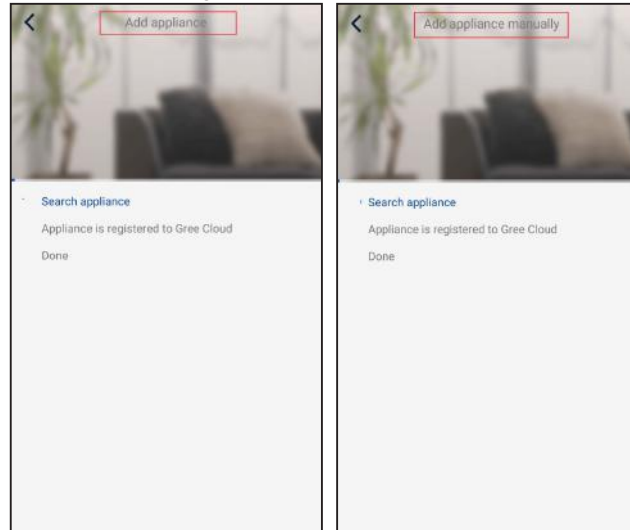 Add appliance
Search appliance
Appliance is registered to Gree Cloud
Done
Add appliance manually
Search appliance
Appliance is registered to Gree Cloud
Done